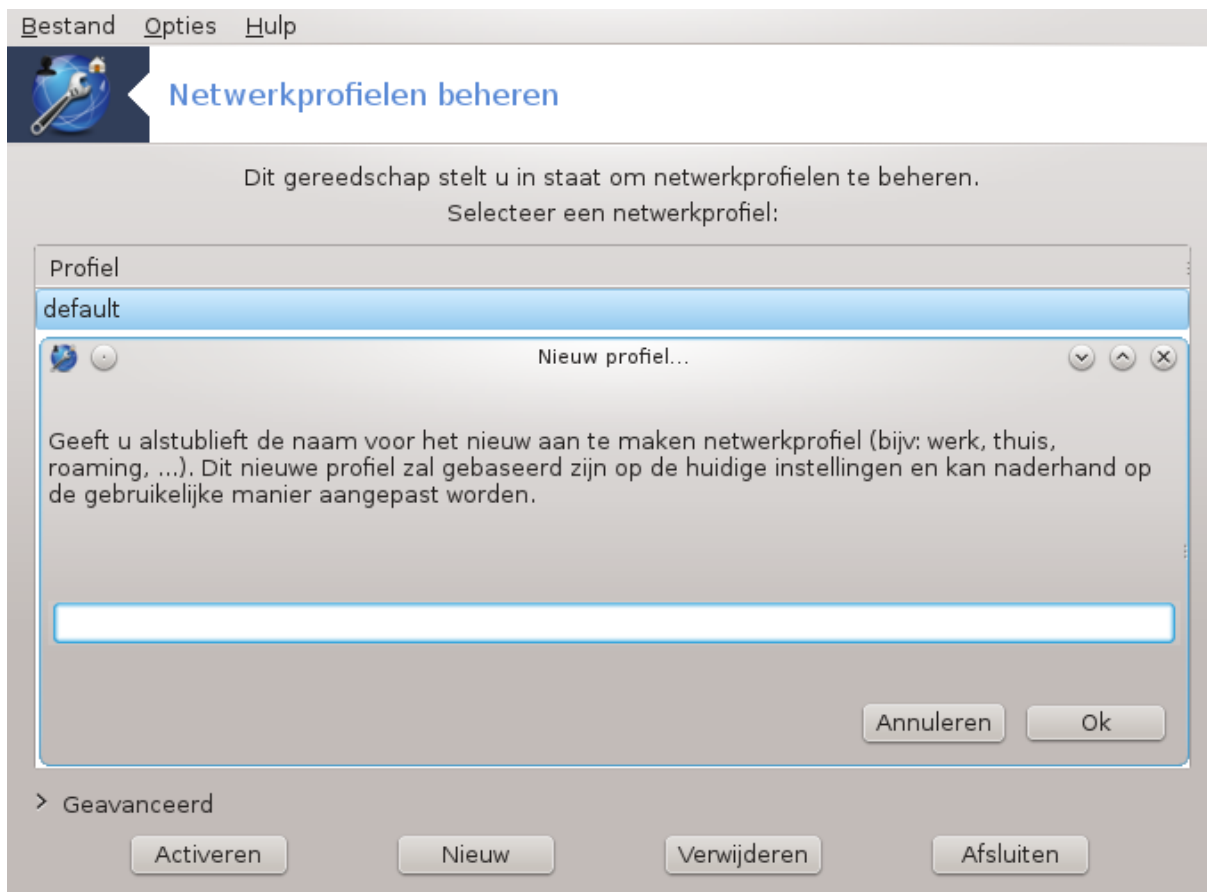 Bestand Opties Hulp
Netwerkprofielen beheren
Dit gereedschap stelt u in staat om netwerkprofielen te beheren.
Selecteer een netwerkprofiel:
Profiel
default
Nieuw profiel...
Geeft u alstublieft de naam voor het nieuw aan te maken netwerkprofiel (bijv: werk, thuis,
roaming, ...). Dit nieuwe profiel zal gebaseerd zijn op de huidige instellingen en kan naderhand op
de gebruikelijke manier aangepast worden.
Annuleren Ok
> Geavanceerd
Activeren Nieuw Verwijderen Afsluiten